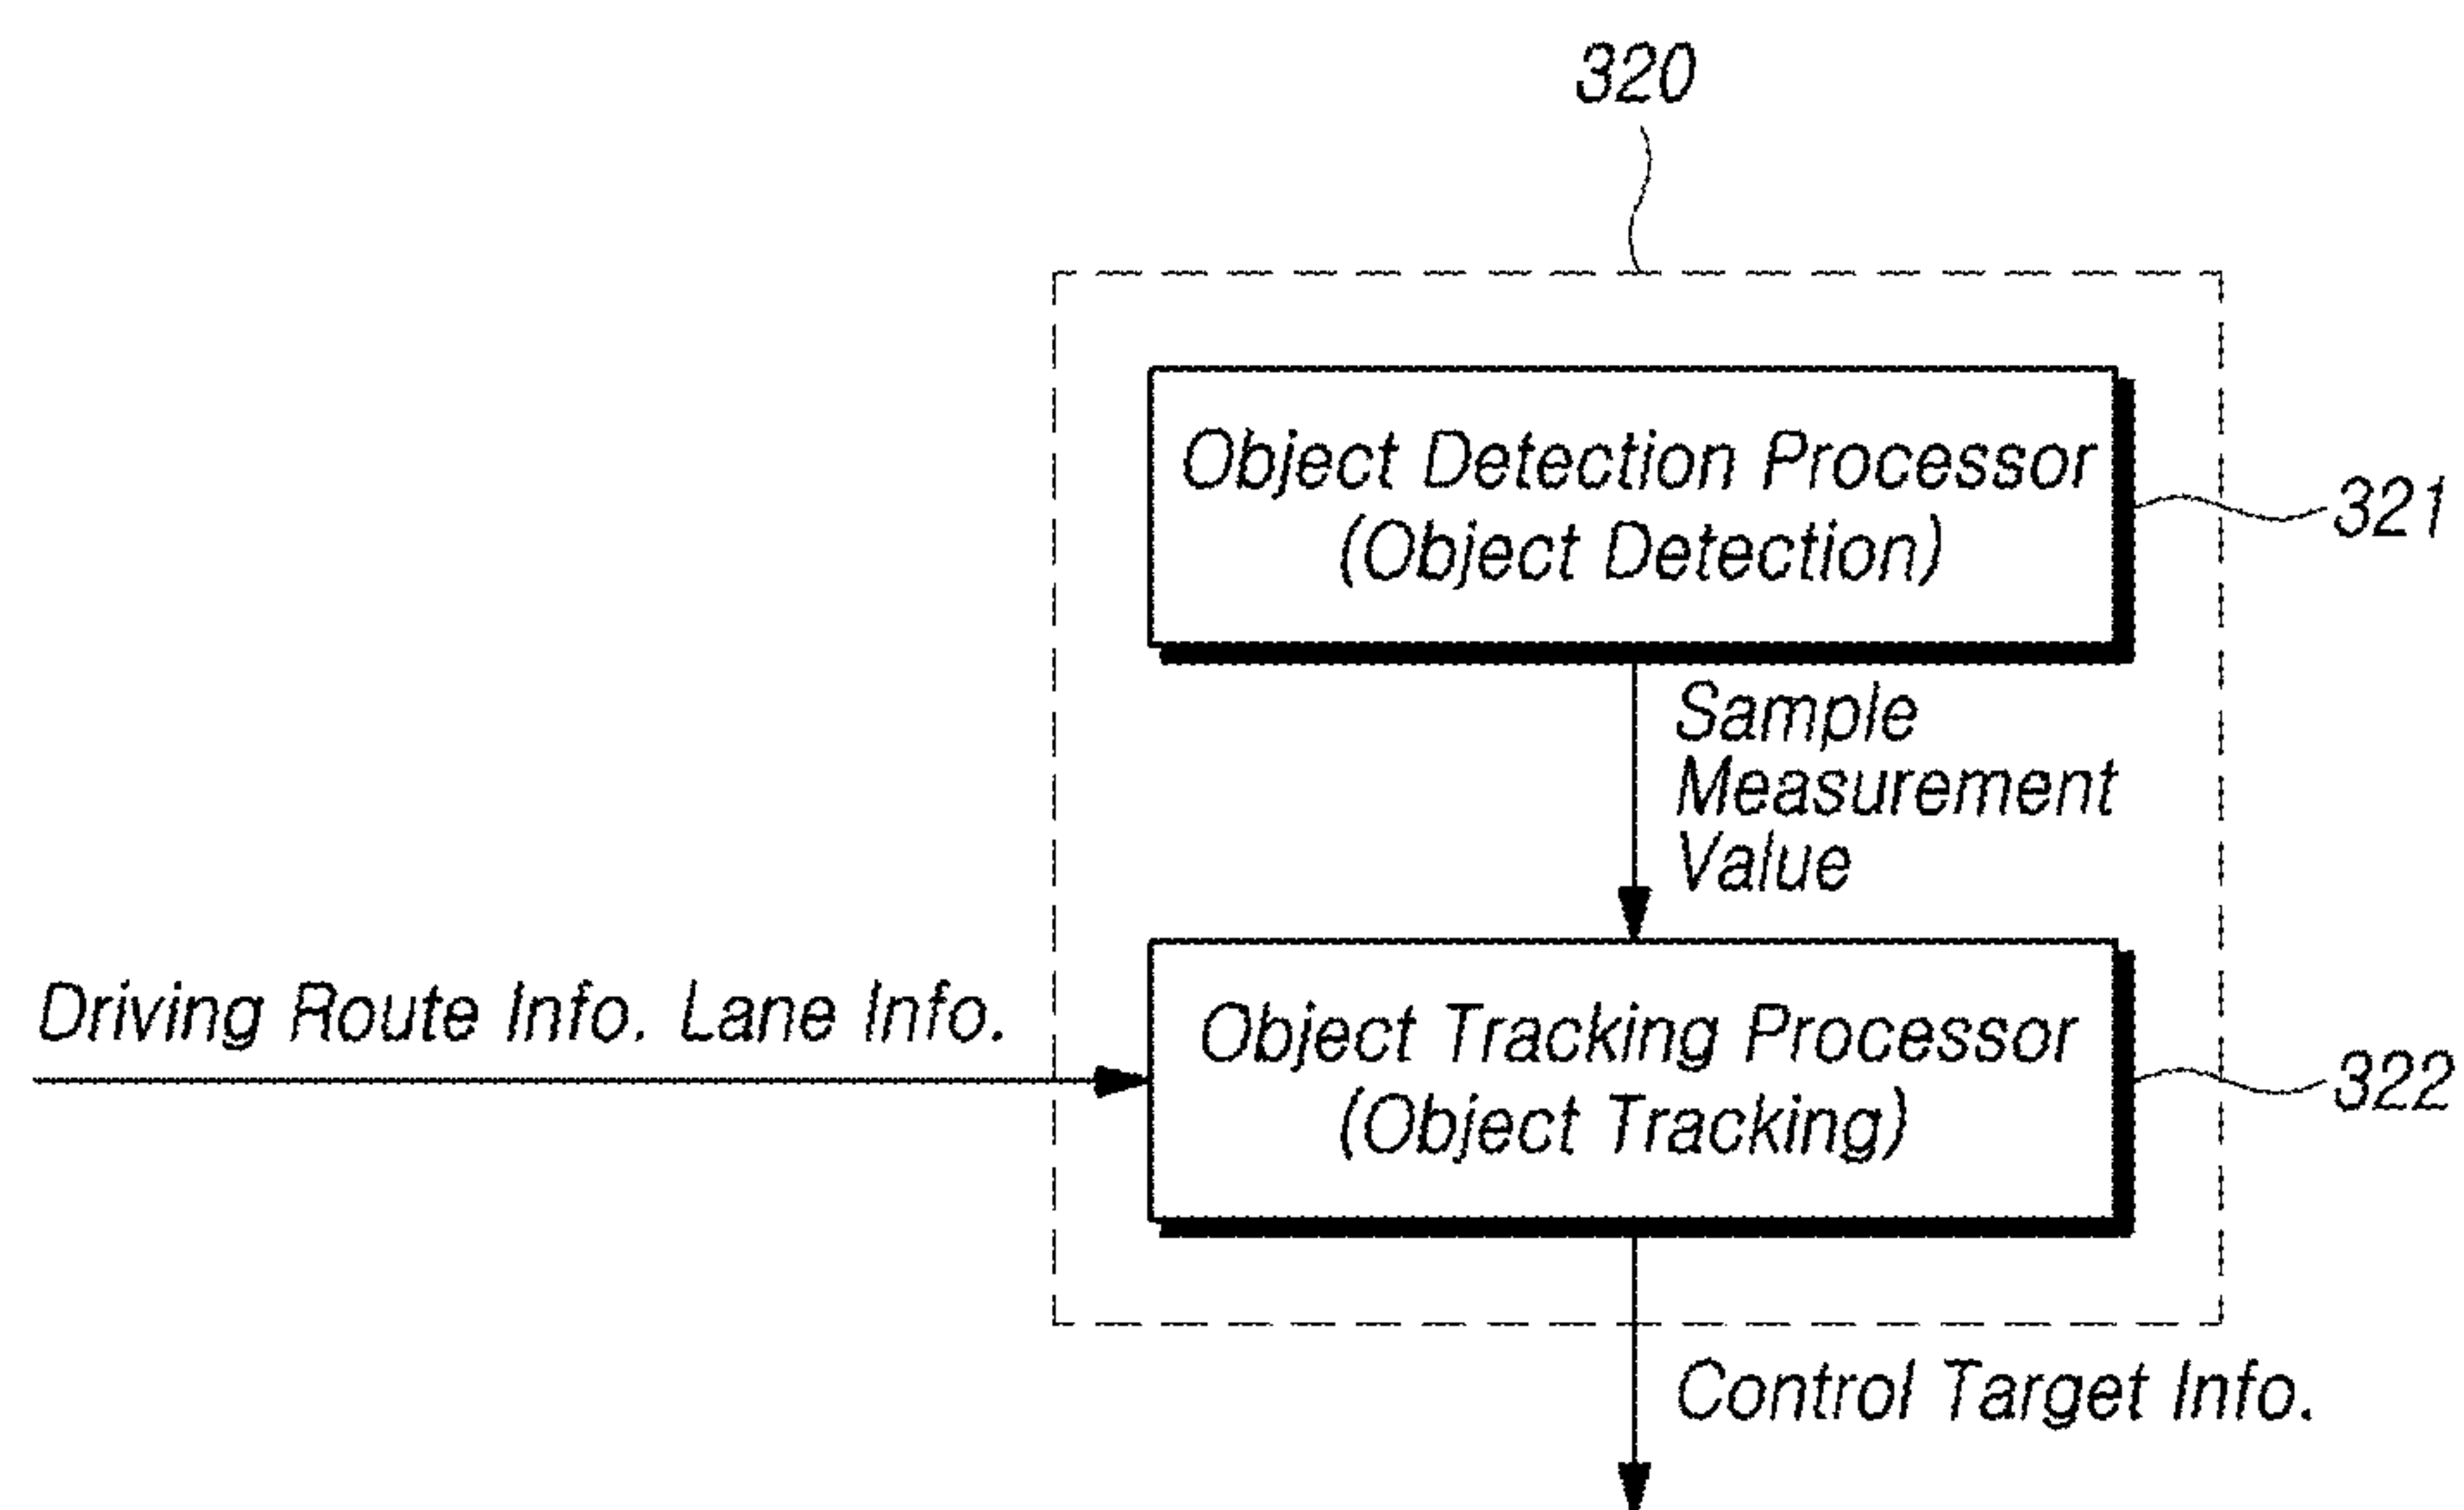 320
Object Detection Processor
(Object Detection)
321
Sample
Measurement
Value
Driving Route Info. Lane Info.
Object Tracking Processor
(Object Tracking)
322
Control Target Info.